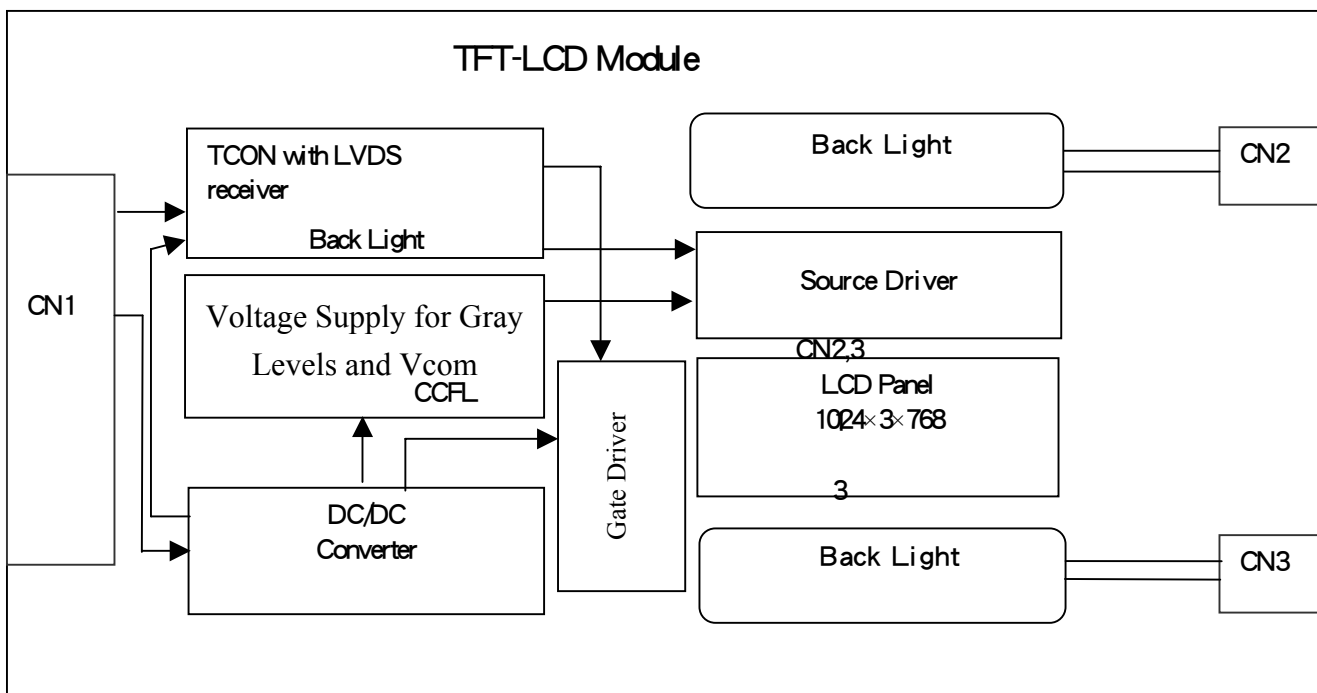 TFT-LCD Module
CN1
TCON with LVDS
receiver
Back Light
Voltage Supply for Gray
Levels and Vcom
CCFL
DC/DC
Converter
Gate Driver
Back Light
CN2
Source Driver
CN2,3
LCD Panel
1024×3×768
3
Back Light
CN3